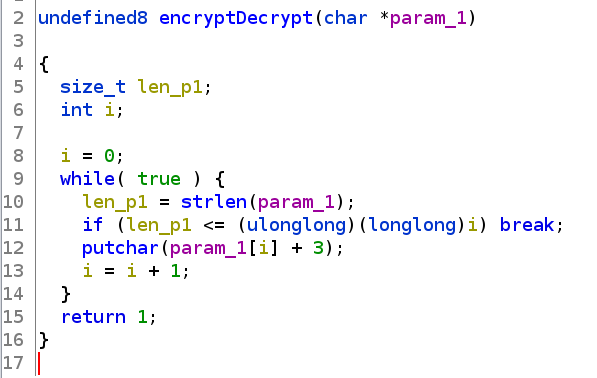 2 undefined8 encryptDecrypt(char *param_1)
3
4 {
5 size_t len_p1;
6 int i;
7
8 i = 0;
9 while( true ) {
10 len_p1 = strlen(param_1);
11 if (len_p1 <= (ulonglong)(longlong)i) break;
12 putchar(param_1[i] + 3);
13 i = i + 1;
14 }
15 return 1;
16 }
17